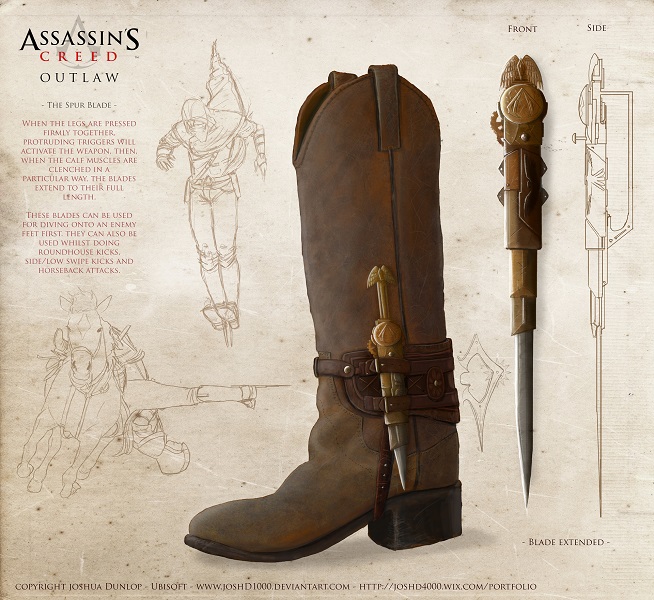 ASSASSIN'S
CREED
OUTLAW
- THE SPUR BLADE -
WHEN THE LEGS ARE PRESSED
FIRMLY TOGETHER,
PROTRUDING TRIGGERS WILL
ACTIVATE THE WEAPON. THEN,
WHEN THE CALF MUSCLES ARE
CLENCHED IN A
PARTICULAR WAY, THE BLADES
EXTEND TO THEIR FULL
LENGTH.
THESE BLADES CAN BE USED
FOR DIVING ONTO AN ENEMY
FEET FIRST. THEY CAN ALSO BE
USED WHILST DOING
ROUNDHOUSE KICKS,
SIDE/LOW SWIPE KICKS AND
HORSEBACK ATTACKS.
FRONT
SIDE
- BLADE EXTENDED -
COPYRIGHT JOSHUA DUNLOP - UBISOFT - WWW.JOSHD1000.DEVIANTART.COM - HTTP://JOSHD4000.WIX.COM/PORTFOLIO